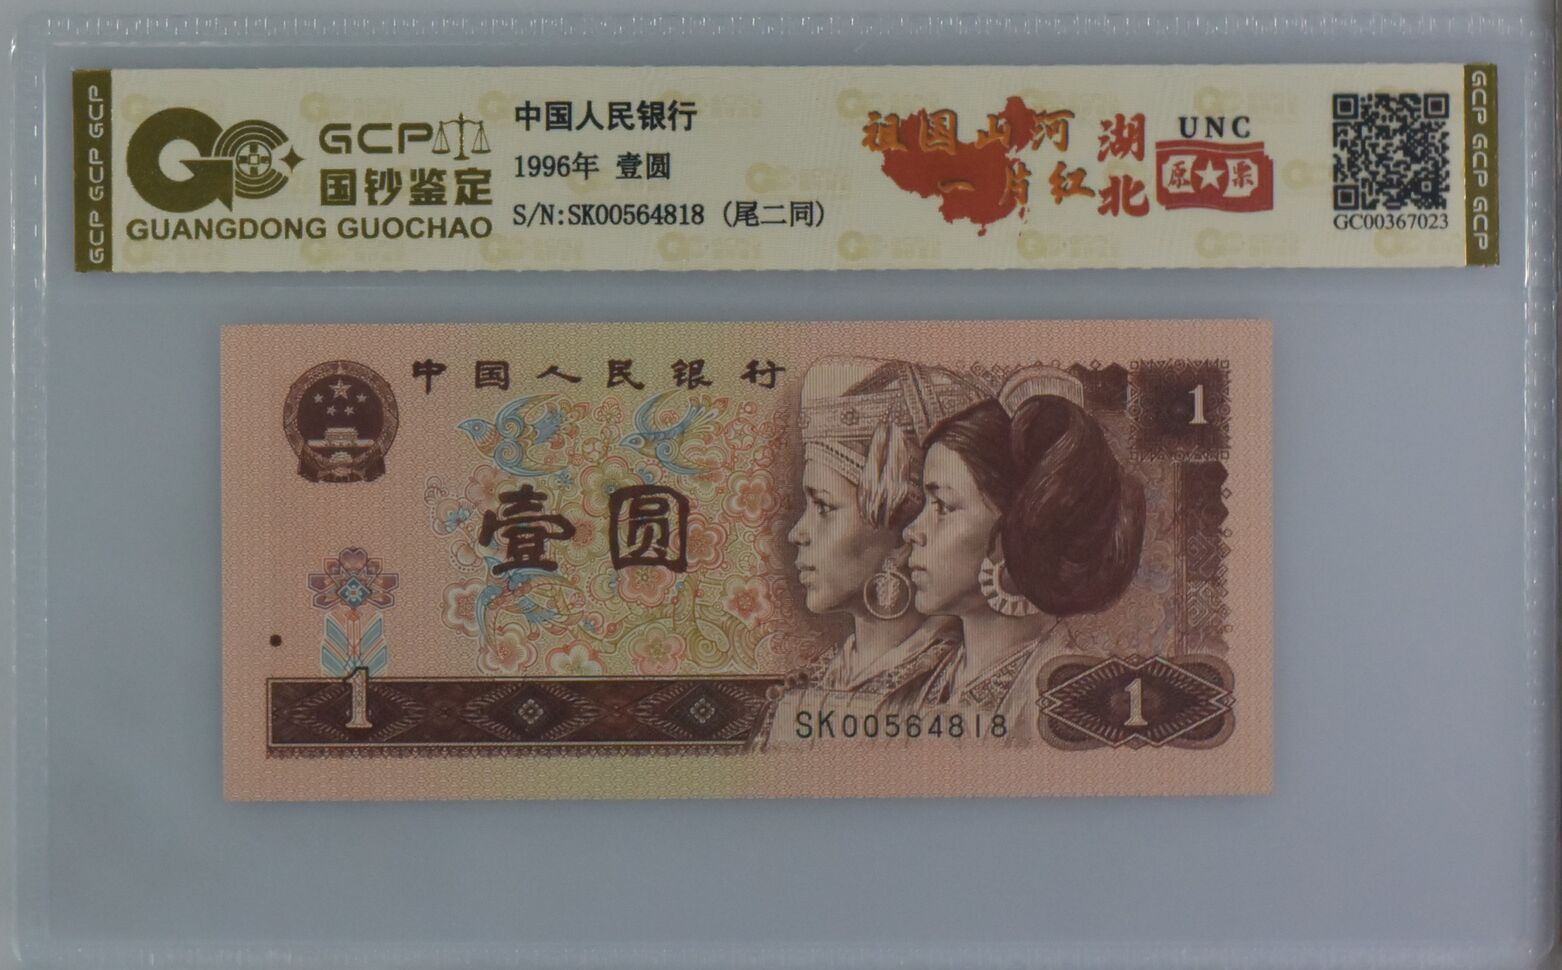 GCP GCP GCP
GCP
国钞鉴定
GUANGDONG GUOCHAO
中国人民银行
1996年 壹圆
S/N:SK00564818 (尾二同)
祖国山河
一片红
湖北
UNC
原★票
GC00367023
GCP GCP GCP
中国人民银行
1
壹圆
1
SK00564818
1